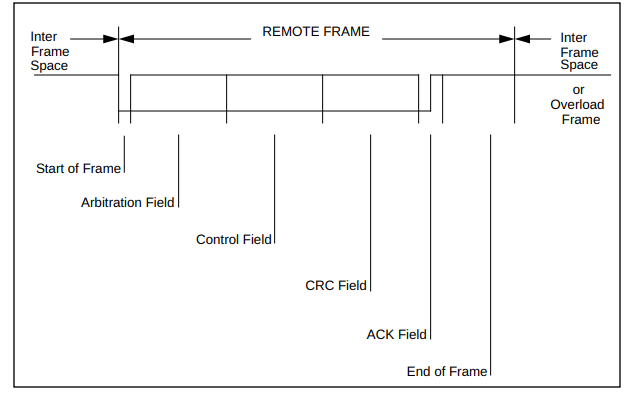 Inter
Frame
Space
REMOTE FRAME
Inter
Frame
Space
or
Overload
Frame
Start of Frame
Arbitration Field
Control Field
CRC Field
ACK Field
End of Frame